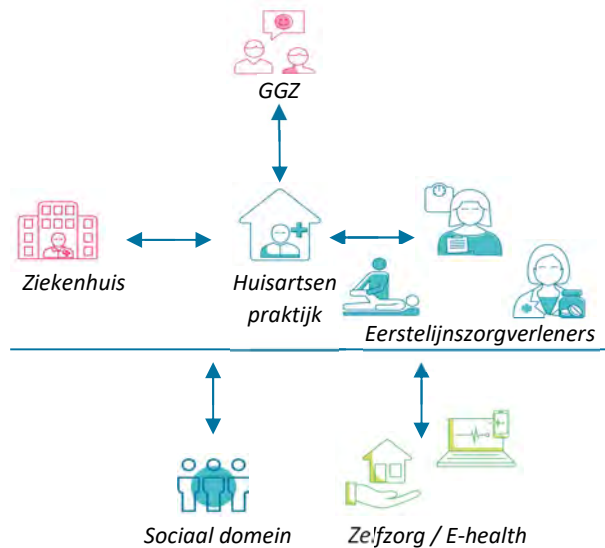 GGZ
Ziekenhuis
Huisartsen
praktijk
Eerstelijnszorgverleners
Sociaal domein
Zelfzorg / E-health